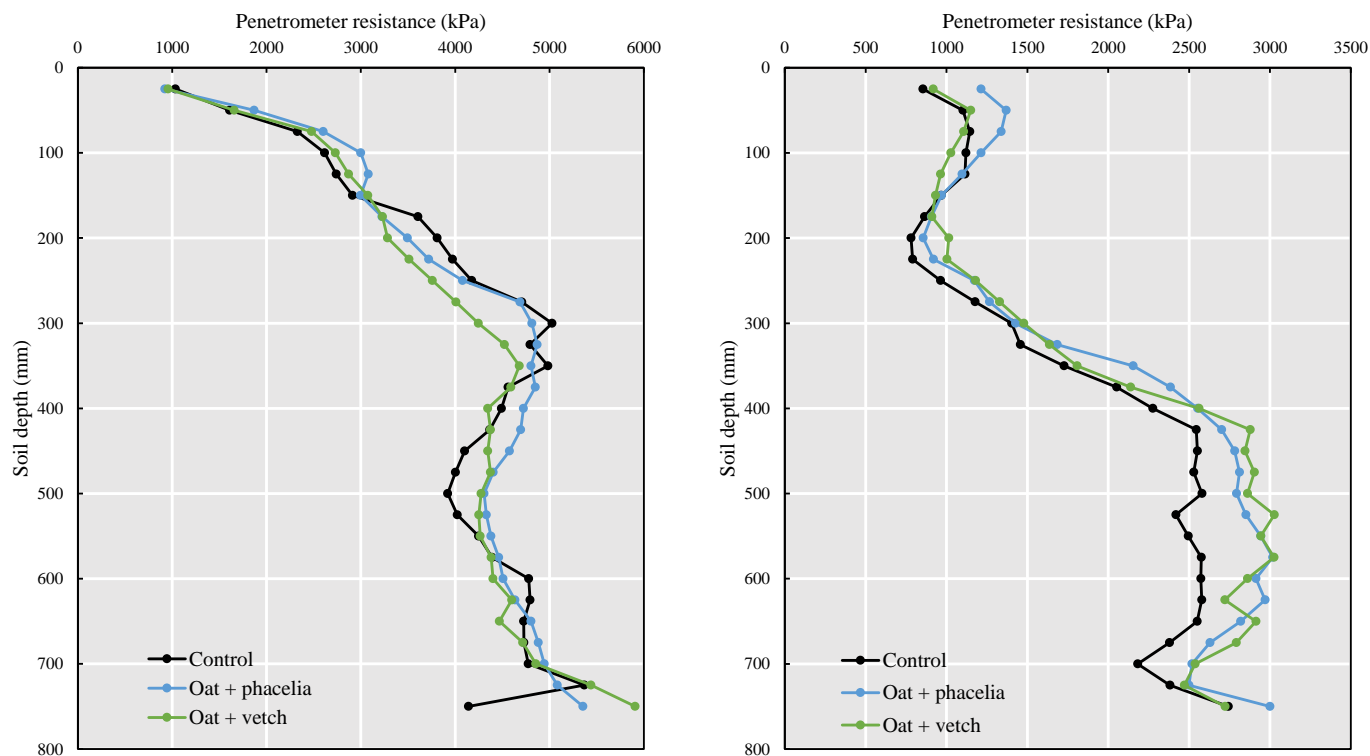 Penetrometer resistance (kPa)
0 1000 2000 3000 4000 5000 6000
0
100
200
300
400
500
600
700
800
Soil depth (mm)
Control
Oat + phacelia
Oat + vetch
Penetrometer resistance (kPa)
0 500 1000 1500 2000 2500 3000 3500
0
100
200
300
400
500
600
700
800
Soil depth (mm)
Control
Oat + phacelia
Oat + vetch